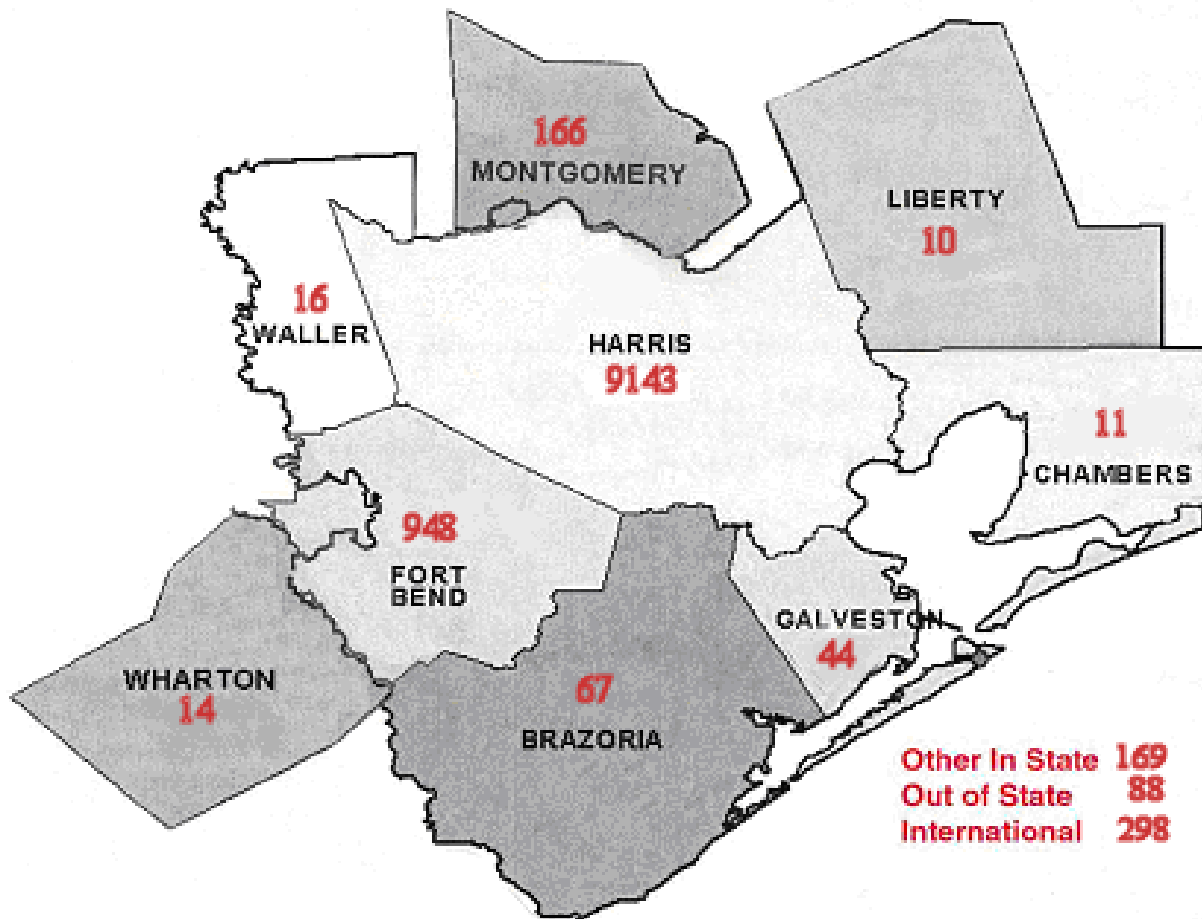 166
MONTGOMERY
LIBERTY
10
16
WALLER
HARRIS
9143
11
CHAMBERS
948
FORT
BEND
GALVESTON
44
WHARTON
14
67
BRAZORIA
Other In State 169
Out of State 88
International 298